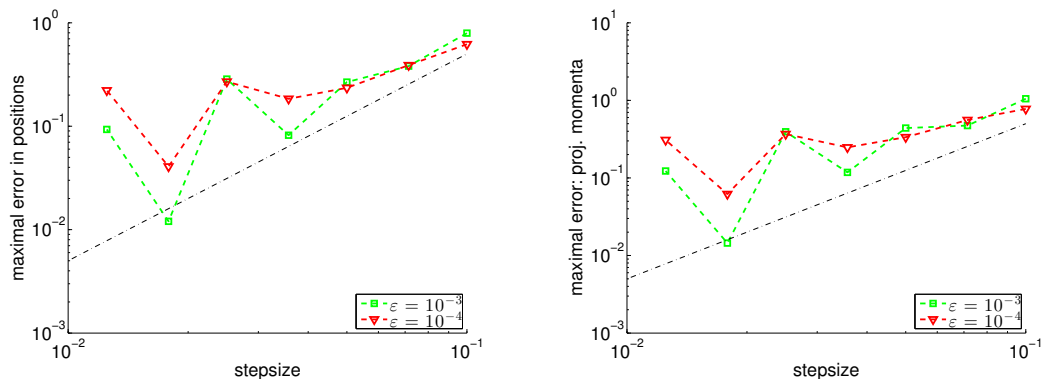 10^0
10^{-1}
10^{-2}
10^{-3}
maximal error in positions
ε = 10^{-3}
ε = 10^{-4}
10^{-2}
10^{-1}
stepsize
10^1
10^0
10^{-1}
10^{-2}
10^{-3}
maximal error: proj. momenta
ε = 10^{-3}
ε = 10^{-4}
10^{-2}
10^{-1}
stepsize